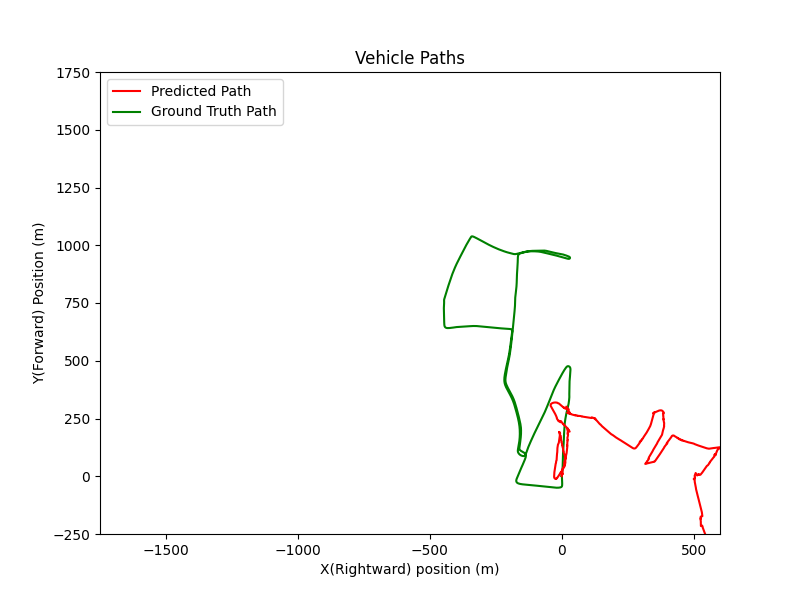 Vehicle Paths
Predicted Path
Ground Truth Path
1750
1500
1250
1000
750
500
250
0
−250
Y(Forward) Position (m)
−1500
−1000
−500
0
500
X(Rightward) position (m)